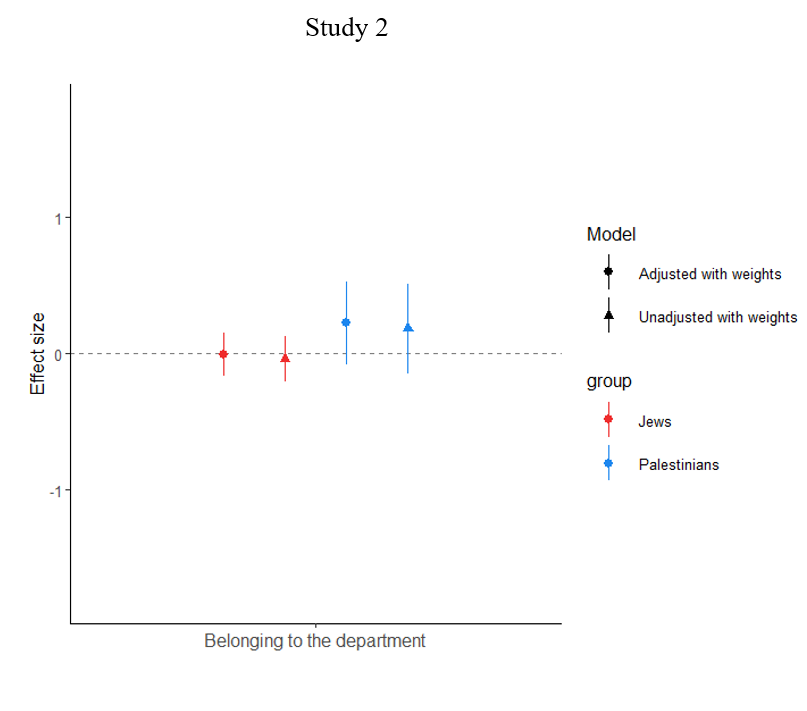 Study 2
Effect size
1
0
-1
Belonging to the department
Model
Adjusted with weights
Unadjusted with weights
group
Jews
Palestinians